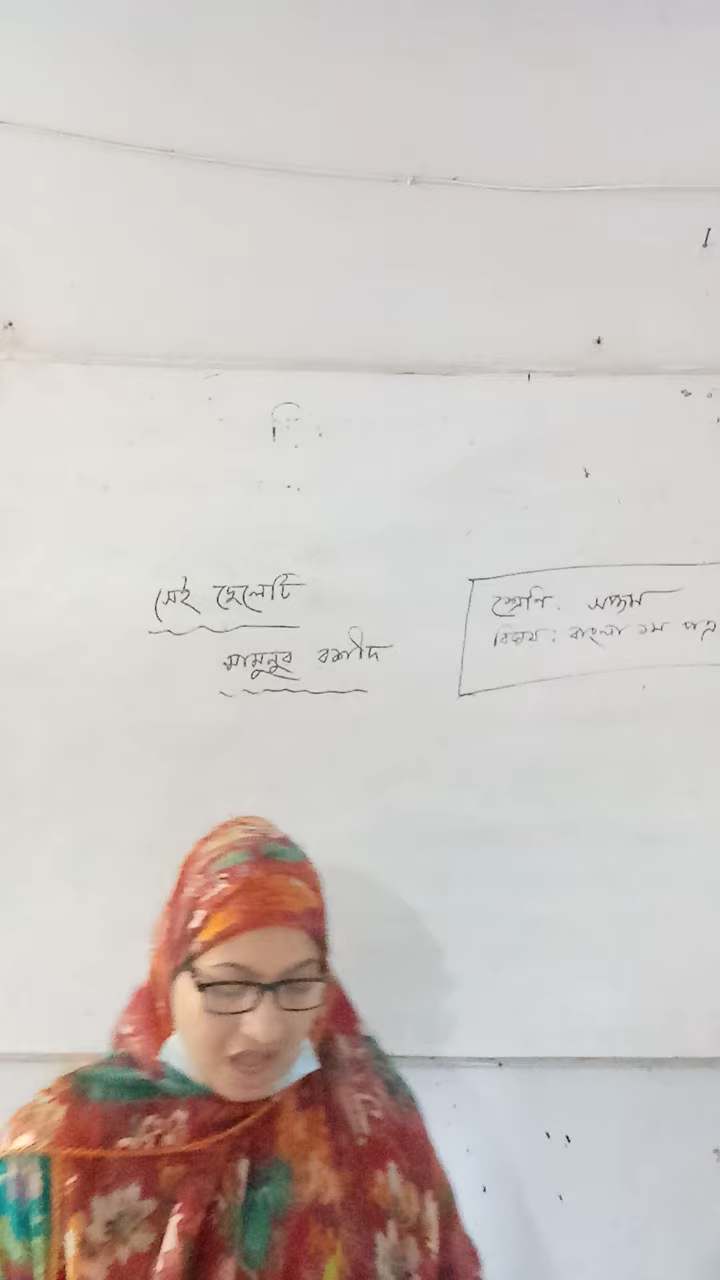 সেই ছেলেটি
মামুনুর রশীদ
শ্রেণি. সপ্তম
বিষয়: বাংলা ১ম পত্র